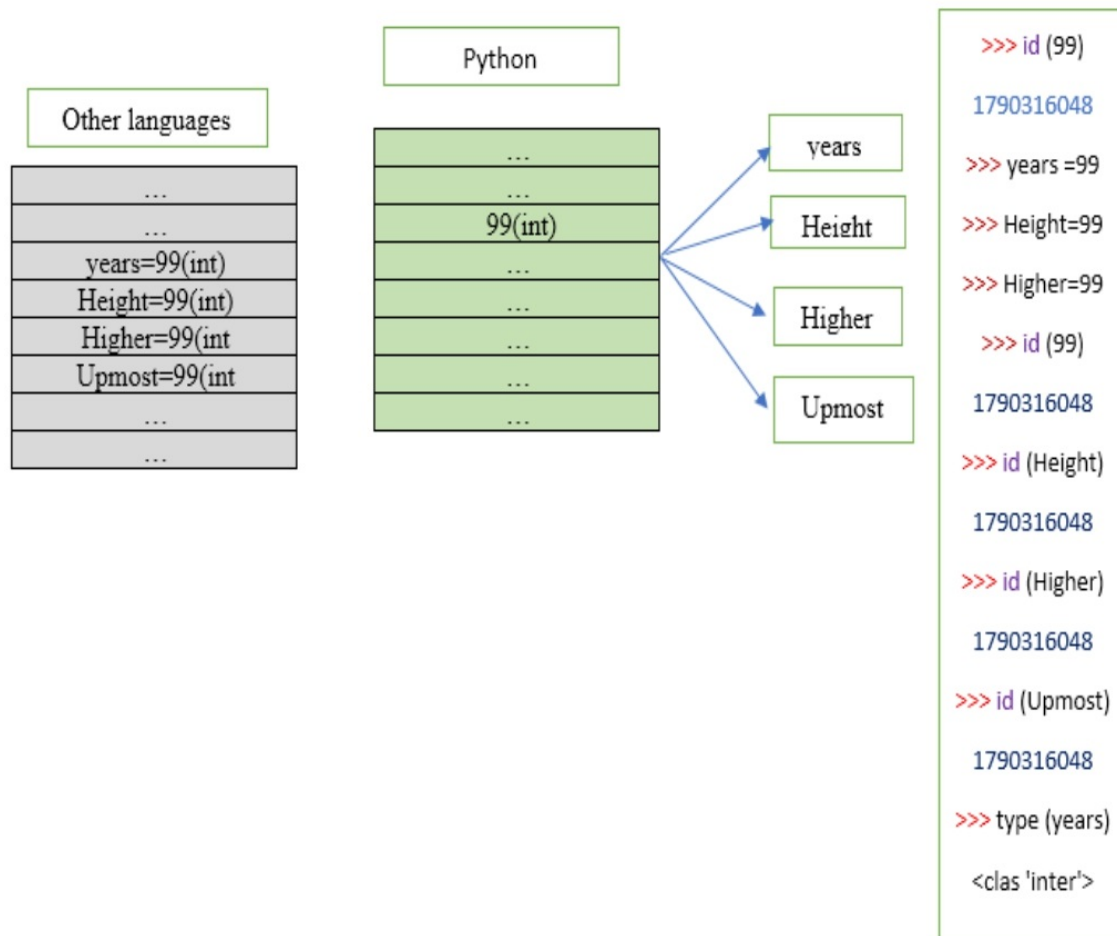 Other languages
…
…
years=99(int)
Height=99(int)
Higher=99(int
Upmost=99(int
…
…
Python
…
…
99(int)
…
…
…
…
…
years
Height
Higher
Upmost
>>> id (99)
1790316048
>>> years =99
>>> Height=99
>>> Higher=99
>>> id (99)
1790316048
>>> id (Height)
1790316048
>>> id (Higher)
1790316048
>>> id (Upmost)
1790316048
>>> type (years)
<clas 'inter'>